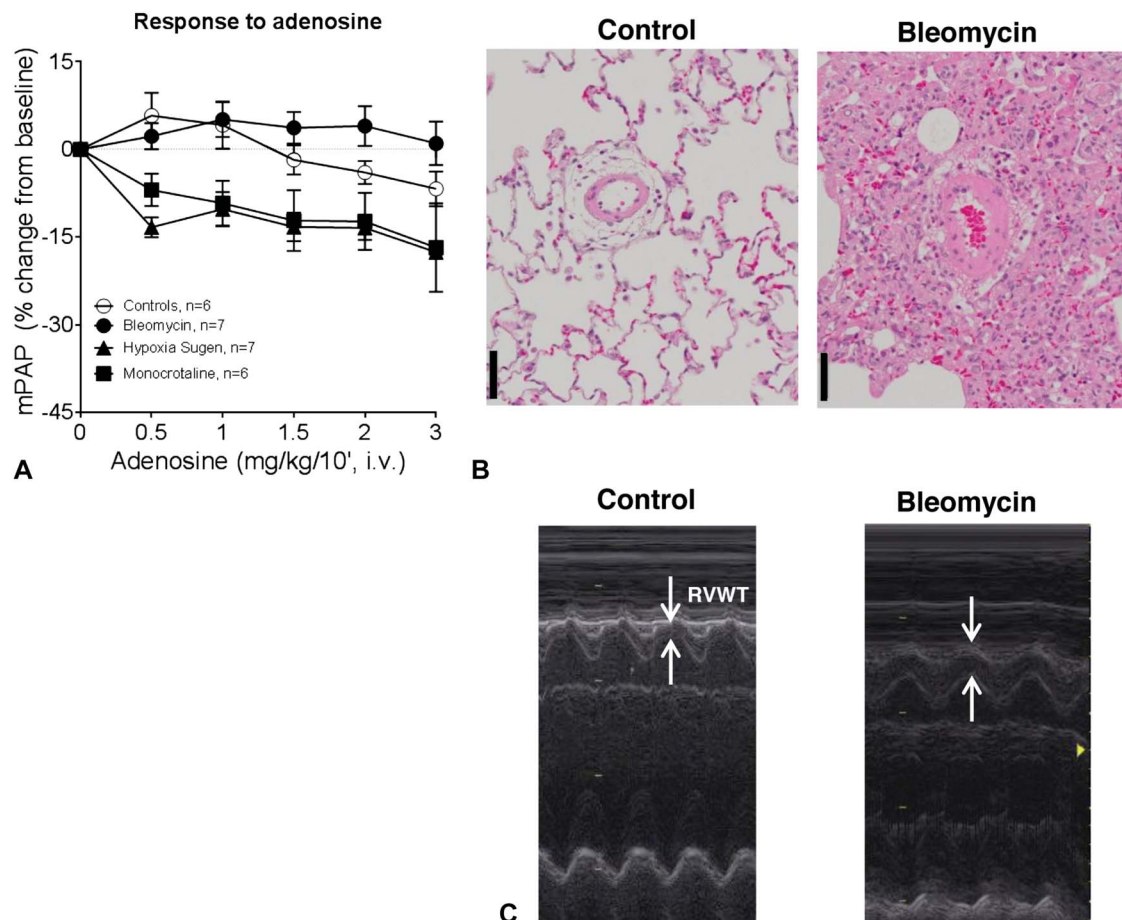 Response to adenosine
mPAP (% change from baseline)
15
0
-15
-30
-45
Controls, n=6
Bleomycin, n=7
Hypoxia Sugen, n=7
Monocrotaline, n=6
0 0.5 1 1.5 2 3
Adenosine (mg/kg/10', i.v.)
A
Control
Bleomycin
B
Control
Bleomycin
RVWT
C